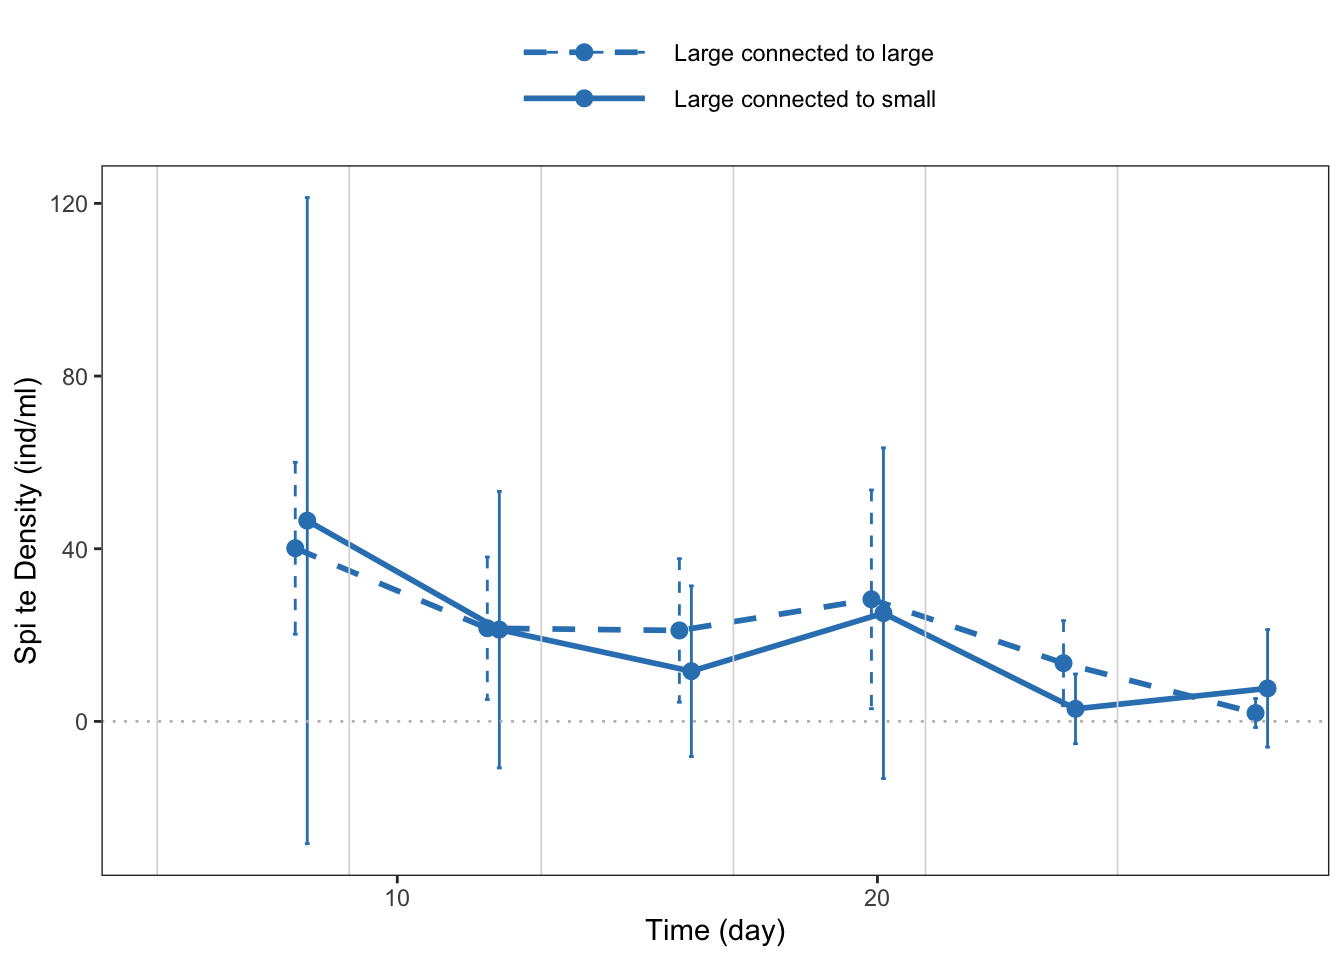 Large connected to large
Large connected to small
120
80
40
0
Spi te Density (ind/ml)
10
20
Time (day)